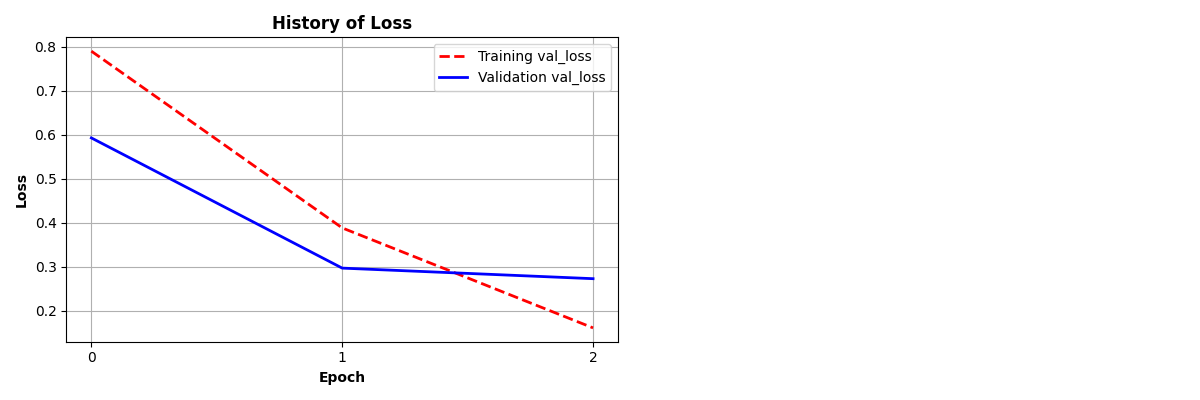 History of Loss
Training val_loss
Validation val_loss
0.8
0.7
0.6
0.5
0.4
0.3
0.2
Loss
0 1 2
Epoch